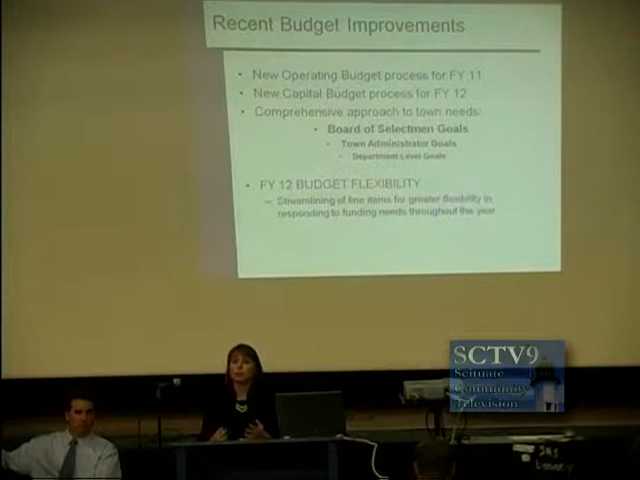 Recent Budget Improvements
• New Operating Budget process for FY 11
• New Capital Budget process for FY 12
• Comprehensive approach to town needs:
• Board of Selectmen Goals
• Town Administrator Goals
• Department Level Goals
• FY 12 BUDGET FLEXIBILITY
– Streamlining of line items for greater flexibility in
responding to funding needs throughout the year
SCTV9
Scituate
Community
Television